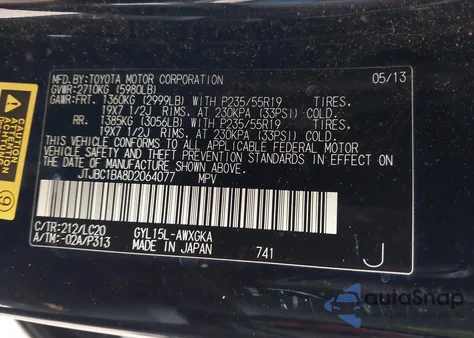 MFD.BY:TOYOTA MOTOR CORPORATION 05/13
GVWR:2710KG (5980LB)
GAWR:FRT. 1360KG (2999LB) WITH P235/55R19 TIRES.
19X7 1/2J RIMS, AT 230KPA (33PSI) COLD.
RR. 1385KG (3056LB) WITH P235/55R19 TIRES.
19X7 1/2J RIMS, AT 230KPA (33PSI) COLD.
THIS VEHICLE CONFORMS TO ALL APPLICABLE FEDERAL MOTOR
VEHICLE SAFETY AND THEFT PREVENTION STANDARDS IN
EFFECT ON THE DATE OF MANUFACTURE SHOWN ABOVE.
JTJBC1BA8D2064077 MPV
C/TR:212/LC20 GYL15L-AWXGKA
A/TM:-02A/P313 MADE IN JAPAN 741 J
9
autoSnap